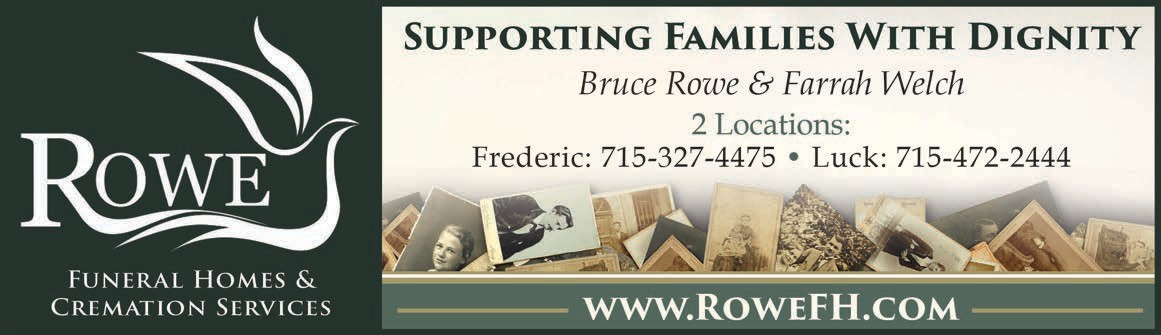 ROWE
FUNERAL HOMES &
CREMATION SERVICES
SUPPORTING FAMILIES WITH DIGNITY
Bruce Rowe & Farrah Welch
2 Locations:
Frederic: 715-327-4475 • Luck: 715-472-2444
WWW.ROWEFH.COM